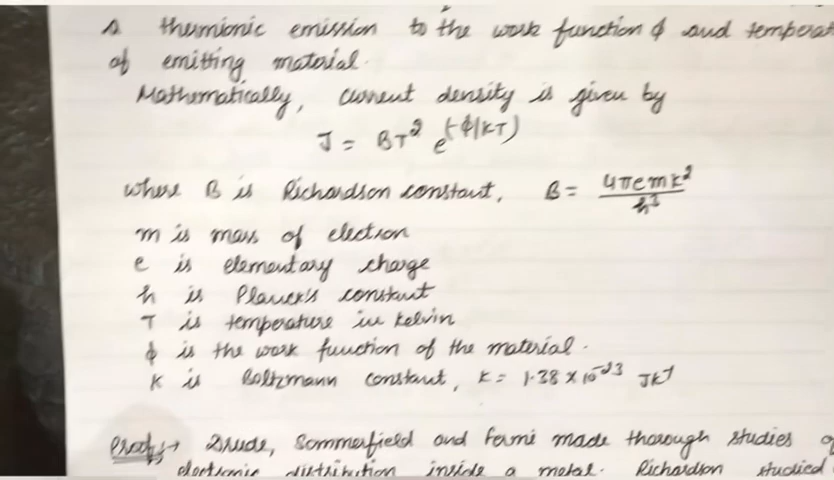 s thermionic emission to the work function ϕ and temperat
of emitting material.
Mathematically, current density is given by
J = BT² e^(-ϕ/KT)
where B is Richardson constant, B = 4πemk²/h³
m is mass of electron
e is elementary charge
h is Planck's constant
T is temperature in Kelvin
ϕ is the work function of the material.
K is Boltzmann constant, K = 1.38 × 10⁻²³ JK⁻¹
Proof:→ Drude, Sommerfield and Fermi made thorough studies of
electronic distribution inside a metal. Richardson studied